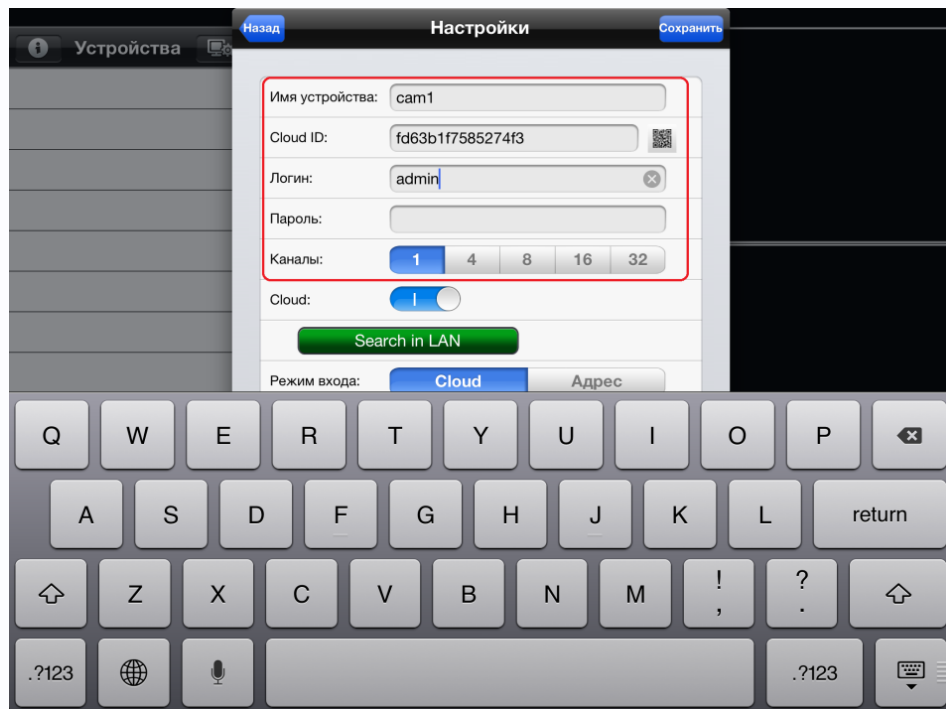 Назад
Настройки
Сохранить
Устройства
Имя устройства: cam1
Cloud ID: fd63b1f7585274f3
Логин: admin
Пароль:
Каналы: 1 4 8 16 32
Cloud:
Search in LAN
Режим входа: Cloud Адрес
Q W E R T Y U I O P
A S D F G H J K L return
Z X C V B N M ! , ? .
.?123 .?123